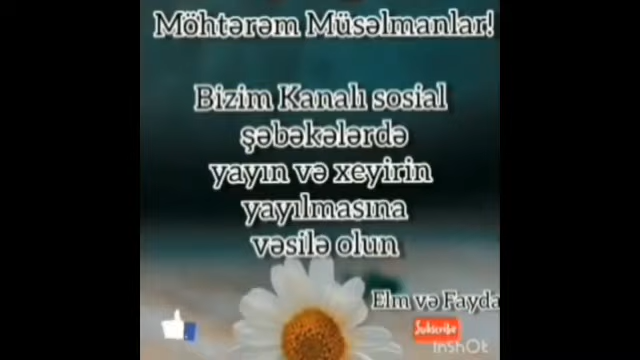 Möhtərəm Müsəlmanlar!
Bizim Kanalı sosial
şəbəkələrdə
yayın və xeyirin
yayılmasına
vəsilə olun
Elm və Fayda
Subscribe
InShOt